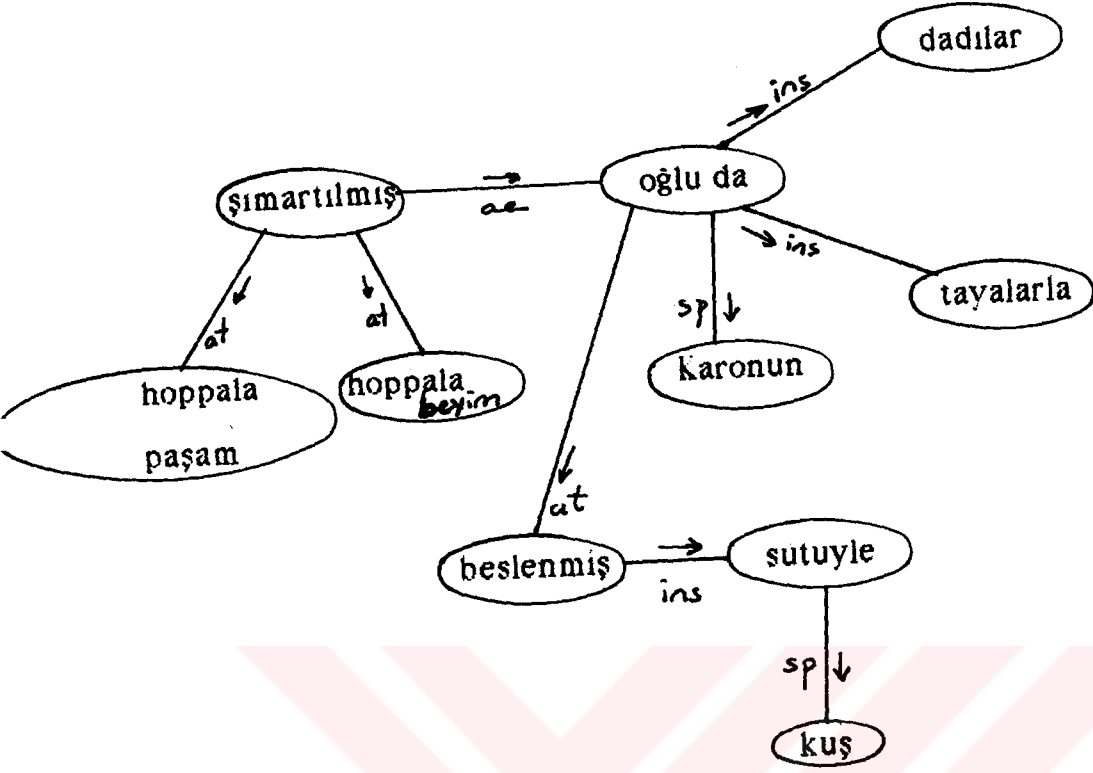 dadılar
ins
oğlu da
şımartılmış
ae
ins
tayalarla
at
at
sp
Karonun
hoppala
paşam
hoppala
beyim
at
beslenmiş
ins
sutuyle
sp
kuş